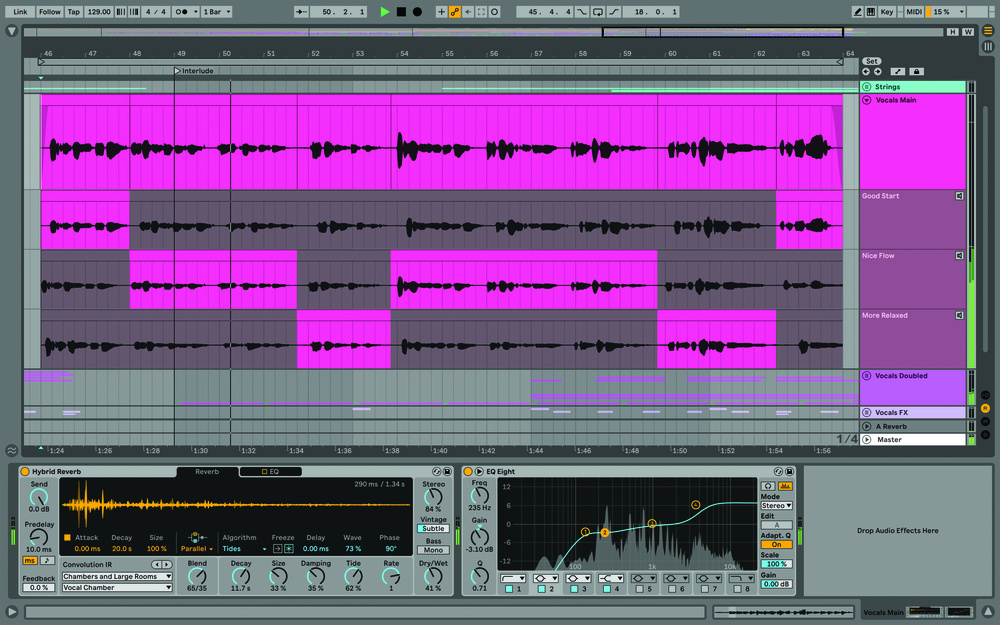 Link Follow Tap 129.00 4 / 4 1 Bar 50. 2. 1 45. 4. 4 18. 0. 1 Key MIDI 15 %
H W
46 47 48 49 50 51 52 53 54 55 56 57 58 59 60 61 62 63 64
Set
Interlude
Strings
Vocals Main
Good Start
Nice Flow
More Relaxed
Vocals Doubled
Vocals FX
A Reverb
1/4 Master
1:24 1:26 1:28 1:30 1:32 1:34 1:36 1:38 1:40 1:42 1:44 1:46 1:48 1:50 1:52 1:54 1:56
Hybrid Reverb Reverb EQ
Send
0.0 dB
Predelay
10.0 ms
ms
Feedback
0.0 %
290 ms / 1.34 s
Attack Decay Size Algorithm Freeze Delay Wave Phase
0.00 ms 20.0 s 100 % Parallel Tides 0.00 ms 73 % 90°
Convolution IR
Chambers and Large Rooms
Vocal Chamber
Blend Decay Size Damping Tide Rate
65/35 11.7 s 33 % 35 % 62 % 1
Stereo
84 %
Vintage
Subtle
Bass
Mono
Dry/Wet
41 %
EQ Eight
Freq
235 Hz
Gain
-3.10 dB
Q
0.71
12
6
0
-6
-12
100 1k 10k
1 2 3 4 5 6 7 8
Mode
Stereo
Edit
A
Adapt. Q
On
Scale
100 %
Gain
0.00 dB
Drop Audio Effects Here
Vocals Main